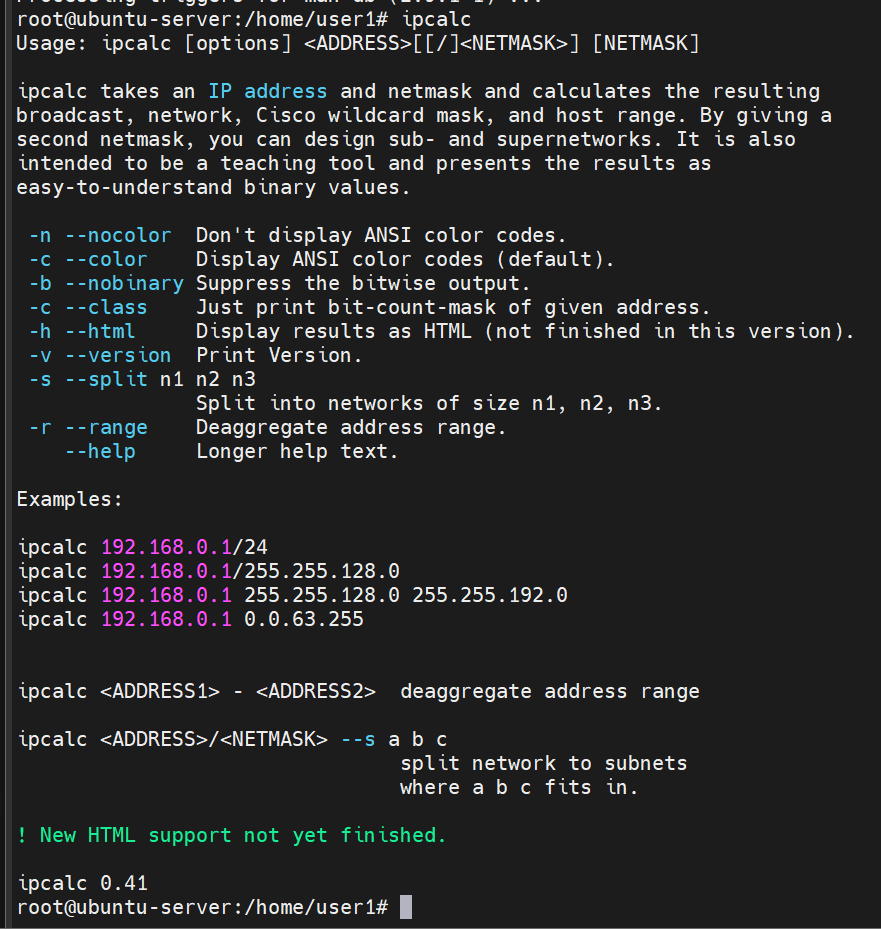 Processing triggers for man-db (2.9.1-1) ...
root@ubuntu-server:/home/user1# ipcalc
Usage: ipcalc [options] <ADDRESS>[[/]<NETMASK>] [NETMASK]

ipcalc takes an IP address and netmask and calculates the resulting
broadcast, network, Cisco wildcard mask, and host range. By giving a
second netmask, you can design sub- and supernetworks. It is also
intended to be a teaching tool and presents the results as
easy-to-understand binary values.

 -n --nocolor  Don't display ANSI color codes.
 -c --color    Display ANSI color codes (default).
 -b --nobinary Suppress the bitwise output.
 -c --class    Just print bit-count-mask of given address.
 -h --html     Display results as HTML (not finished in this version).
 -v --version  Print Version.
 -s --split n1 n2 n3
               Split into networks of size n1, n2, n3.
 -r --range    Deaggregate address range.
    --help     Longer help text.

Examples:

ipcalc 192.168.0.1/24
ipcalc 192.168.0.1/255.255.128.0
ipcalc 192.168.0.1 255.255.128.0 255.255.192.0
ipcalc 192.168.0.1 0.0.63.255


ipcalc <ADDRESS1> - <ADDRESS2>  deaggregate address range

ipcalc <ADDRESS>/<NETMASK> --s a b c
                                split network to subnets
                                where a b c fits in.

! New HTML support not yet finished.

ipcalc 0.41
root@ubuntu-server:/home/user1#